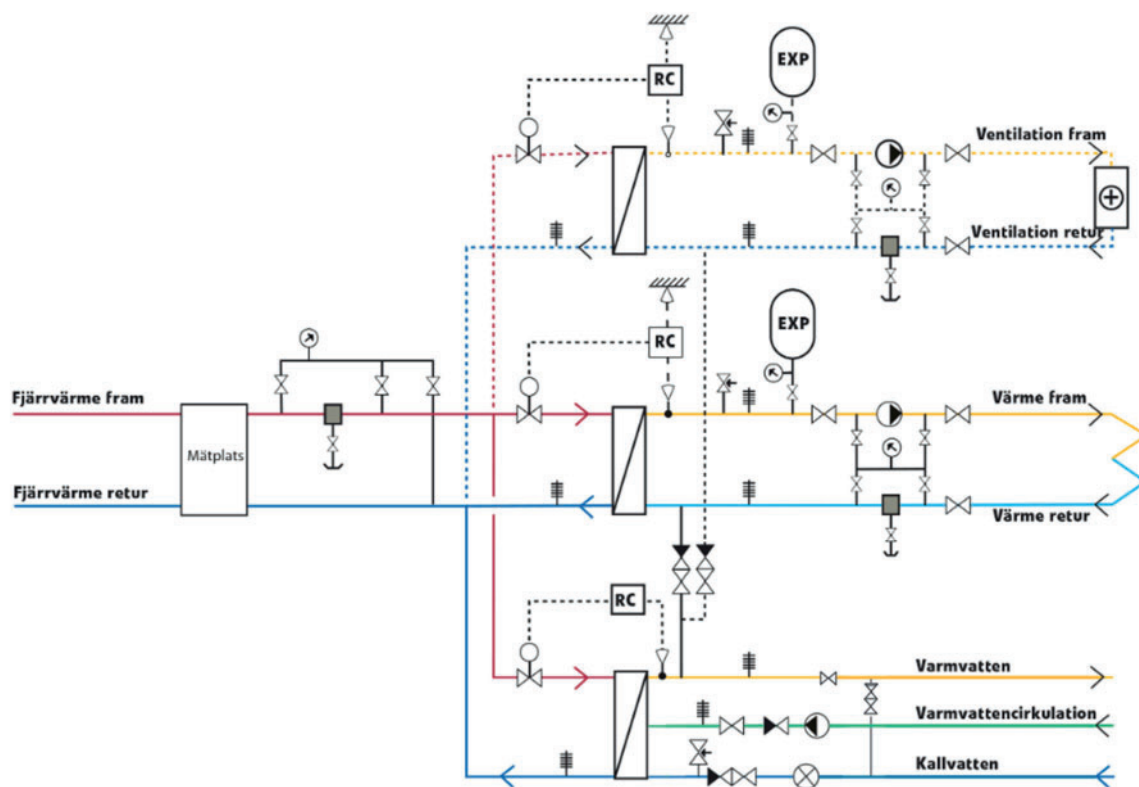 EXP
RC
Ventilation fram
Ventilation retur
EXP
RC
Fjärrvärme fram
Värme fram
Mätplats
Fjärrvärme retur
Värme retur
RC
Varmvatten
Varmvattencirkulation
Kallvatten